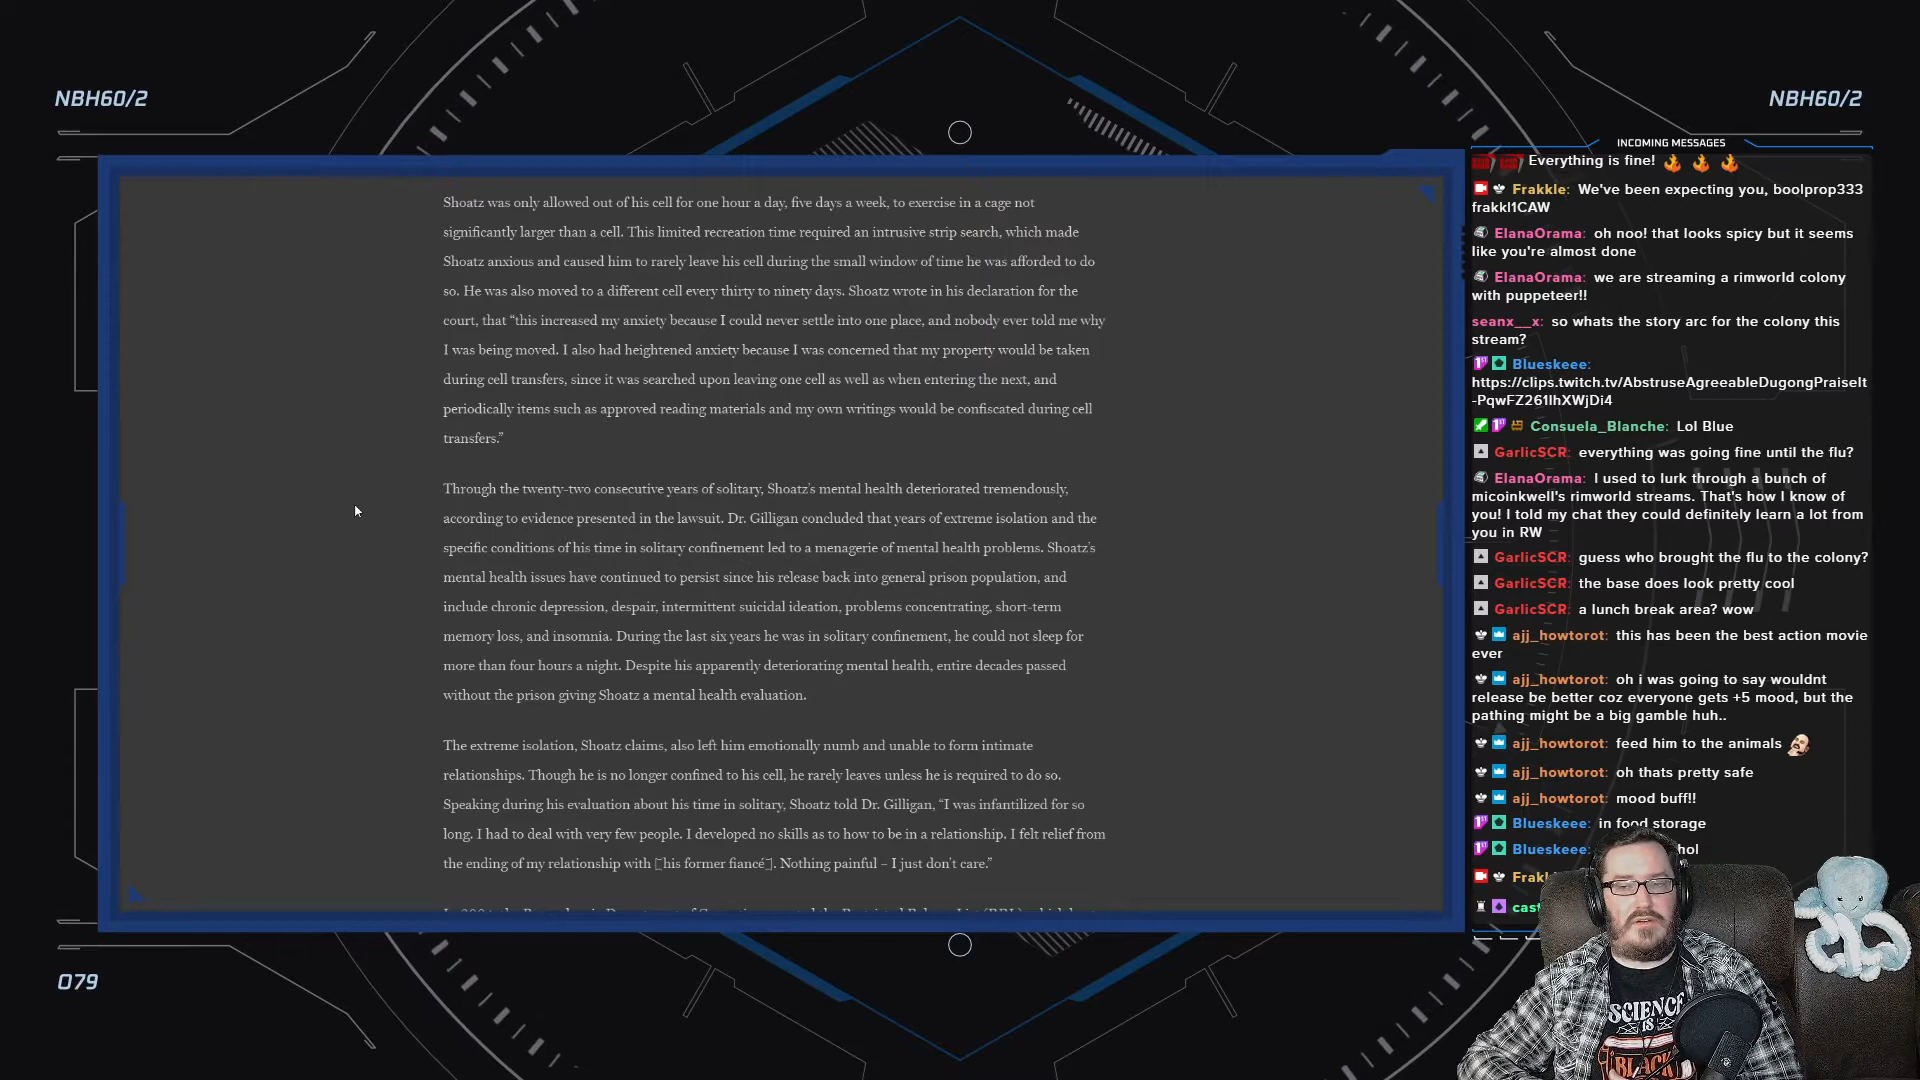 NBH60/2
NBH60/2
Shoatz was only allowed out of his cell for one hour a day, five days a week, to exercise in a cage not
significantly larger than a cell. This limited recreation time required an intrusive strip search, which made
Shoatz anxious and caused him to rarely leave his cell during the small window of time he was afforded to do
so. He was also moved to a different cell every thirty to ninety days. Shoatz wrote in his declaration for the
court, that “this increased my anxiety because I could never settle into one place, and nobody ever told me why
I was being moved. I also had heightened anxiety because I was concerned that my property would be taken
during cell transfers, since it was searched upon leaving one cell as well as when entering the next, and
periodically items such as approved reading materials and my own writings would be confiscated during cell
transfers.”
Through the twenty-two consecutive years of solitary, Shoatz's mental health deteriorated tremendously,
according to evidence presented in the lawsuit. Dr. Gilligan concluded that years of extreme isolation and the
specific conditions of his time in solitary confinement led to a menagerie of mental health problems. Shoatz's
mental health issues have continued to persist since his release back into general prison population, and
include chronic depression, despair, intermittent suicidal ideation, problems concentrating, short-term
memory loss, and insomnia. During the last six years he was in solitary confinement, he could not sleep for
more than four hours a night. Despite his apparently deteriorating mental health, entire decades passed
without the prison giving Shoatz a mental health evaluation.
The extreme isolation, Shoatz claims, also left him emotionally numb and unable to form intimate
relationships. Though he is no longer confined to his cell, he rarely leaves unless he is required to do so.
Speaking during his evaluation about his time in solitary, Shoatz told Dr. Gilligan, “I was infantilized for so
long. I had to deal with very few people. I developed no skills as to how to be in a relationship. I felt relief from
the ending of my relationship with [his former fiancé]. Nothing painful – I just don't care.”
INCOMING MESSAGES
Everything is fine!
Frakkle: We've been expecting you, boolprop333
frakkl1CAW
ElanaOrama: oh noo! that looks spicy but it seems
like you're almost done
ElanaOrama: we are streaming a rimworld colony
with puppeteer!!
seanx__x: so whats the story arc for the colony this
stream?
Blueskeee:
https://clips.twitch.tv/AbstruseAgreeableDugongPraiseIt
-PqwFZ261lhXWjDi4
Consuela_Blanche: Lol Blue
GarlicSCR: everything was going fine until the flu?
ElanaOrama: I used to lurk through a bunch of
micoinkwell's rimworld streams. That's how I know of
you! I told my chat they could definitely learn a lot from
you in RW
GarlicSCR: guess who brought the flu to the colony?
GarlicSCR: the base does look pretty cool
GarlicSCR: a lunch break area? wow
ajj_howtorot: this has been the best action movie
ever
ajj_howtorot: oh i was going to say wouldnt
release be better coz everyone gets +5 mood, but the
pathing might be a big gamble huh..
ajj_howtorot: feed him to the animals
ajj_howtorot: oh thats pretty safe
ajj_howtorot: mood buff!!
Blueskeee: in food storage
Blueskeee:
079
SCIENCE
IS
BLACK